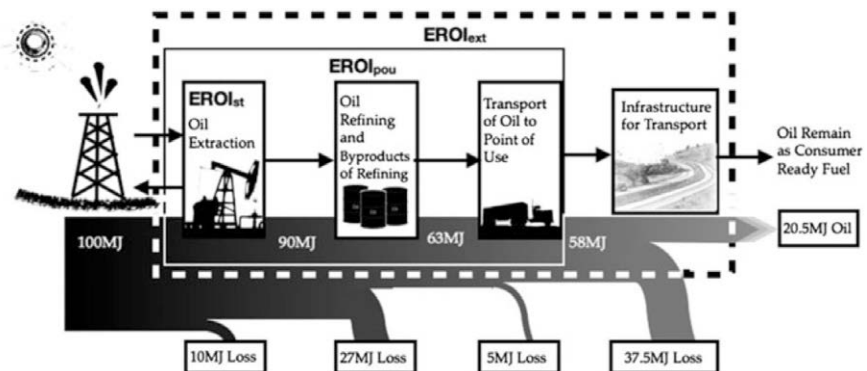 EROIext
EROIpou
EROIst
Oil
Extraction
Oil
Refining
and
Byproducts
of Refining
Transport
of Oil to
Point of
Use
Infrastructure
for Transport
Oil Remain
as Consumer
Ready Fuel
100MJ
90MJ
63MJ
58MJ
20.5MJ Oil
10MJ Loss
27MJ Loss
5MJ Loss
37.5MJ Loss